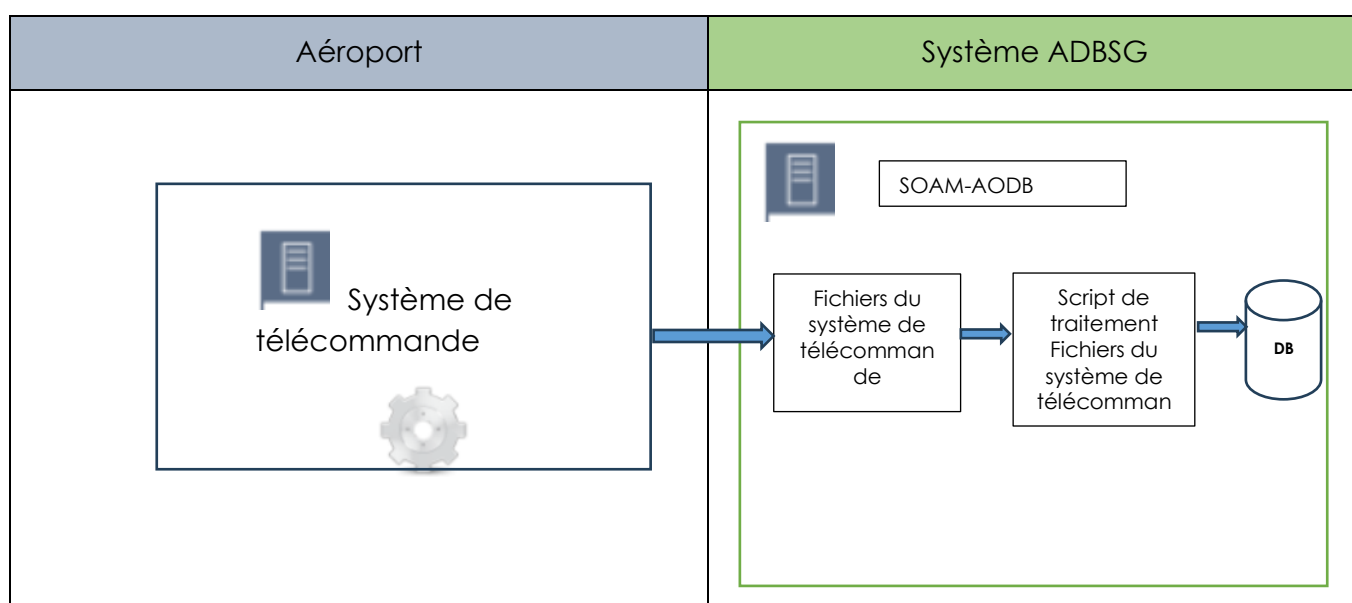 Aéroport
Système ADBSG
Système de
télécommande
SOAM-AODB
Fichiers du
système de
télécomman
de
Script de
traitement
Fichiers du
système de
télécomman
DB